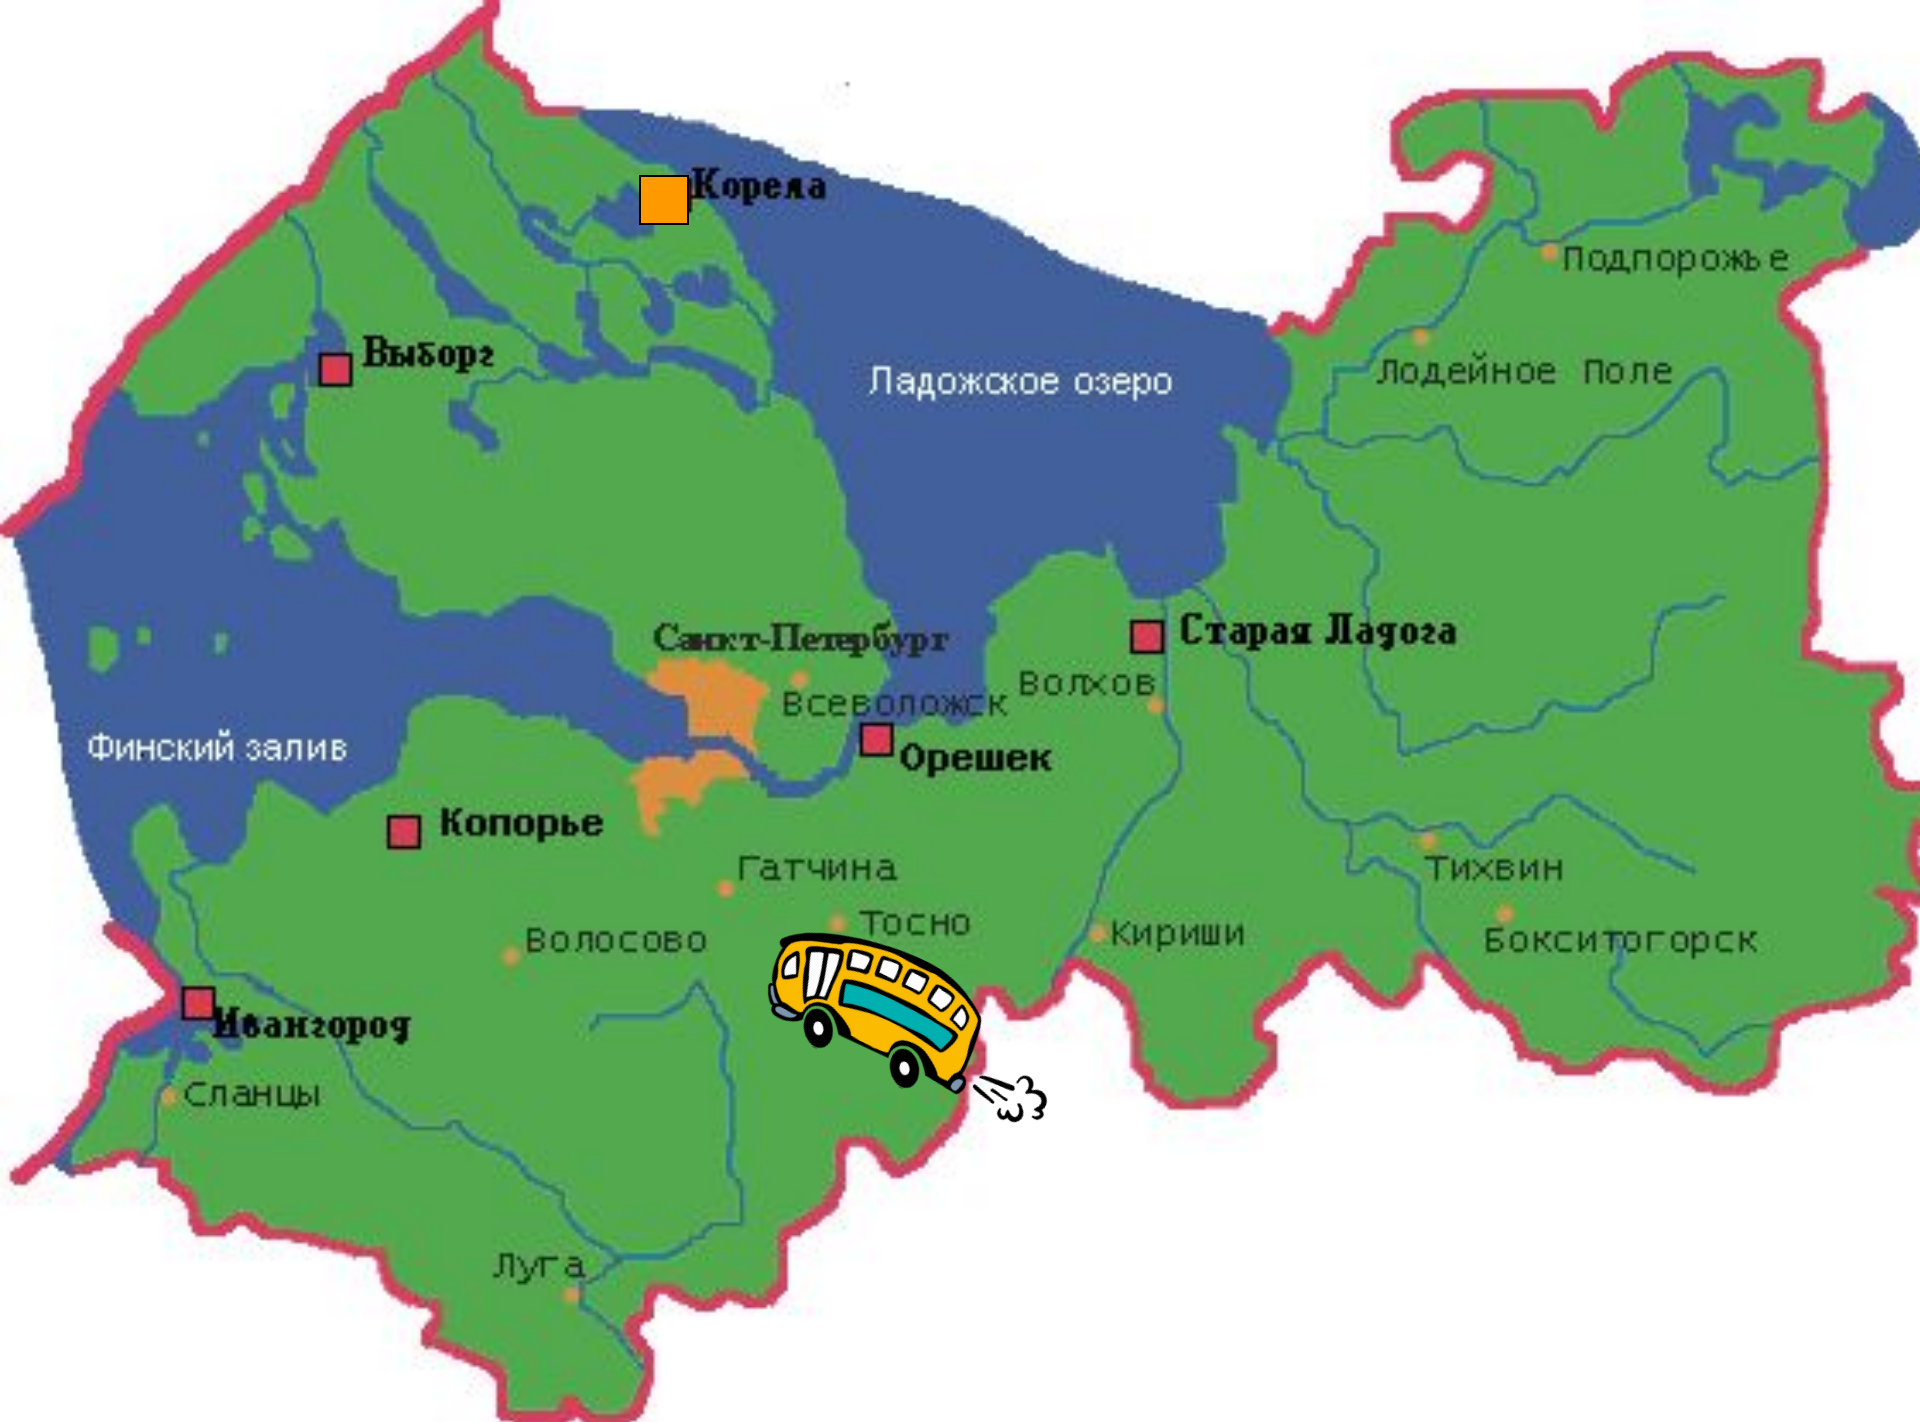 Корела
Подпорожье
Выборг
Лодейное Поле
Ладожское озеро
Санкт-Петербург
Старая Ладога
Волхов
Всеволожск
Финский залив
Орешек
Копорье
Гатчина
Тихвин
Тосно
Волосово
Кириши
Бокситогорск
Ивангород
Сланцы
Луга